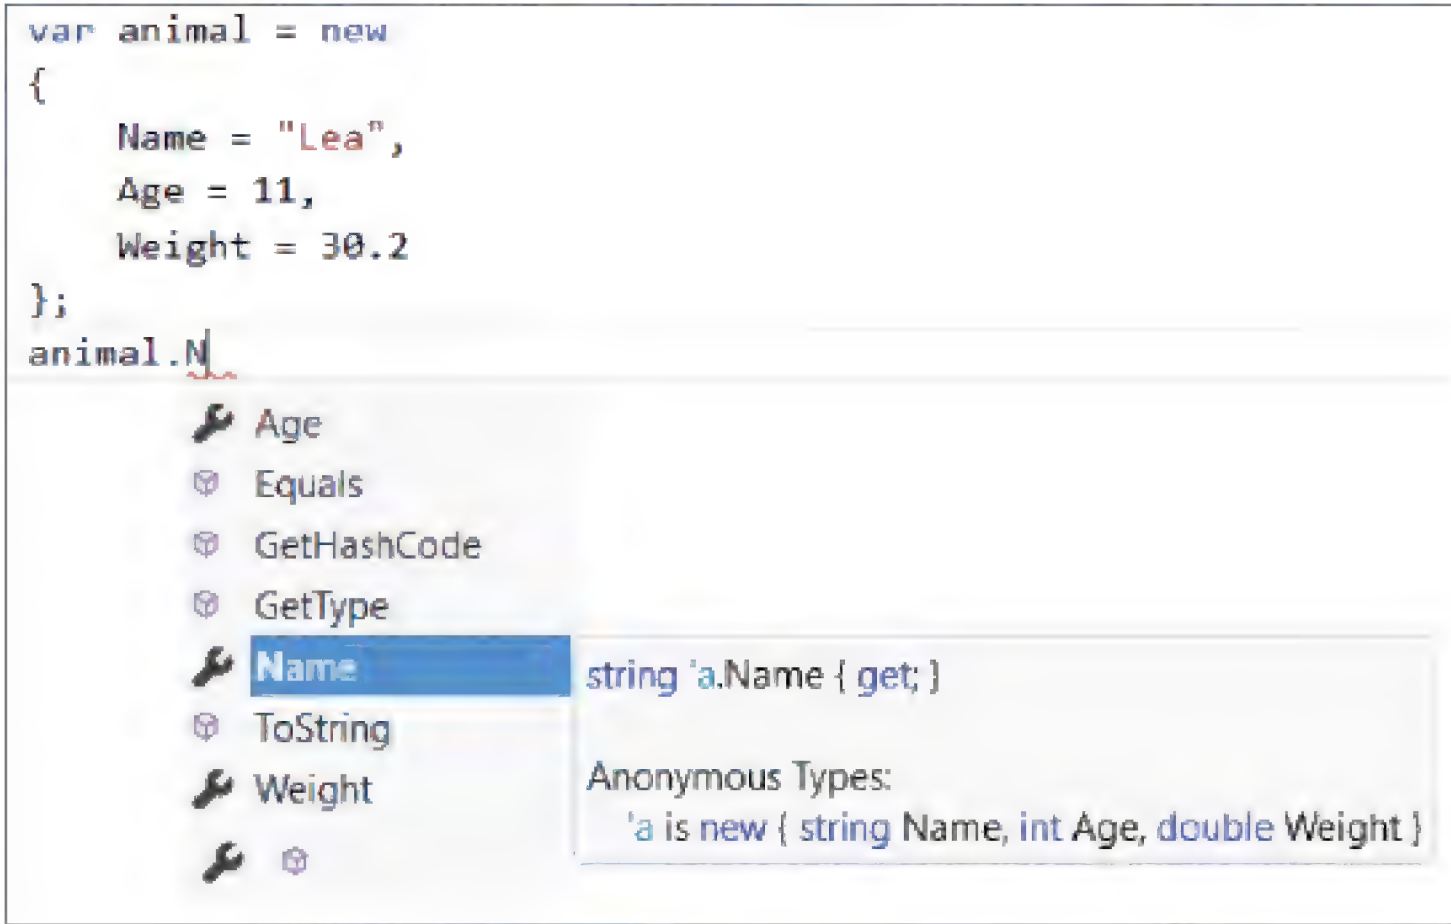 var animal = new
{
    Name = "Lea",
    Age = 11,
    Weight = 30.2
};
animal.N
Age
Equals
GetHashCode
GetType
Name
string 'a.Name { get; }
ToString
Anonymous Types:
Weight
'a is new { string Name, int Age, double Weight }